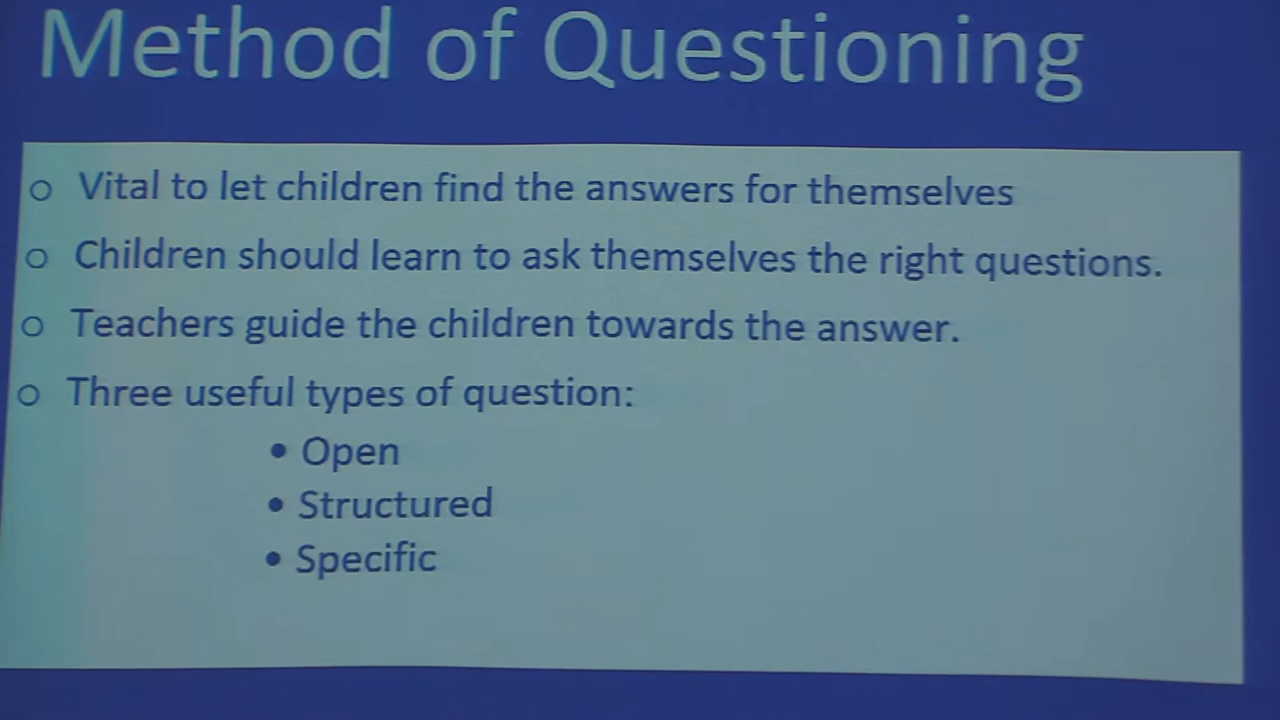 Method of Questioning
o Vital to let children find the answers for themselves
o Children should learn to ask themselves the right questions.
o Teachers guide the children towards the answer.
o Three useful types of question:
• Open
• Structured
• Specific